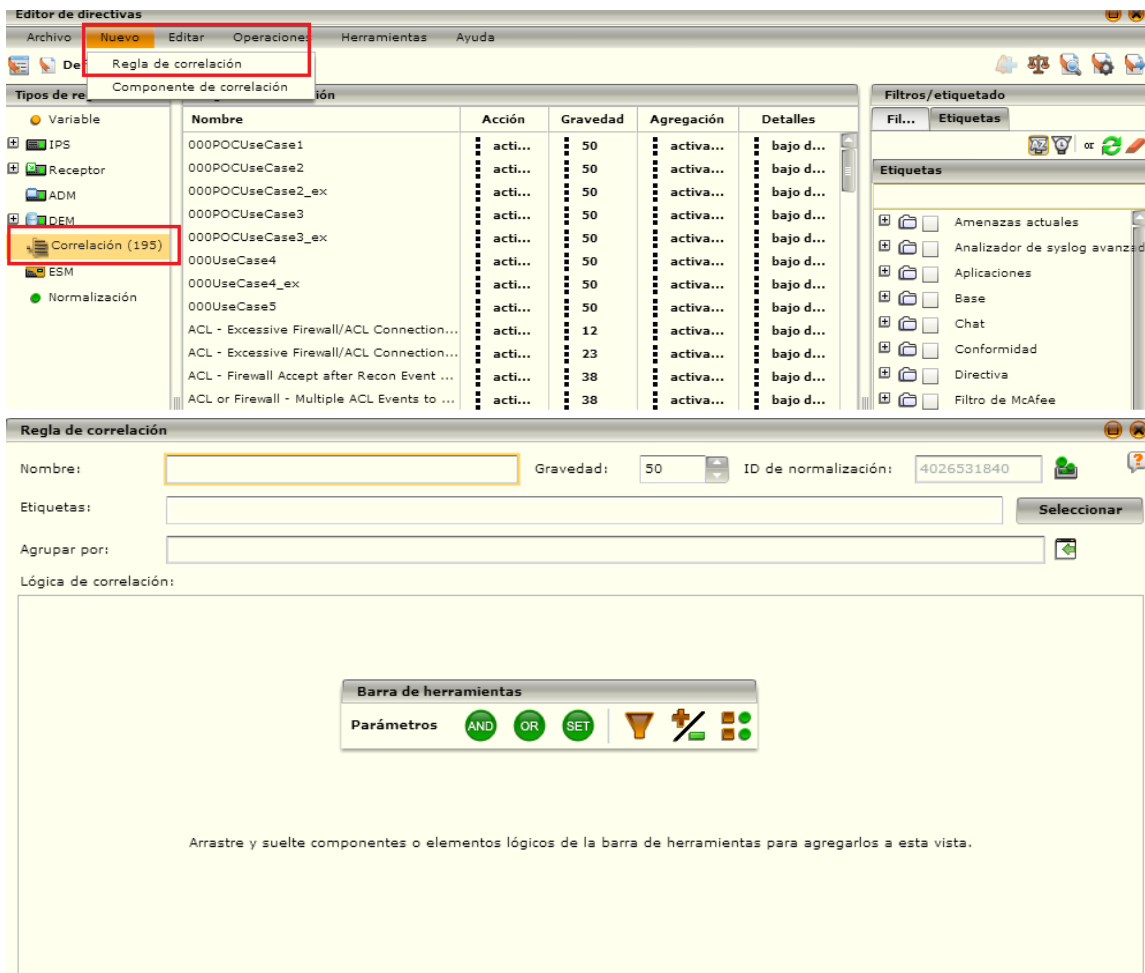 Editor de directivas
Archivo Nuevo Editar Operaciones Herramientas Ayuda
De Regla de correlación
Componente de correlación
Tipos de re ión Filtros/etiquetado
Variable Nombre Acción Gravedad Agregación Detalles Fil... Etiquetas
IPS 000POCUseCase1 acti... 50 activa... bajo d... AZ or
Receptor 000POCUseCase2 acti... 50 activa... bajo d... Etiquetas
ADM 000POCUseCase2_ex acti... 50 activa... bajo d...
DEM 000POCUseCase3 acti... 50 activa... bajo d... Amenazas actuales
Correlación (195) 000POCUseCase3_ex acti... 50 activa... bajo d... Analizador de syslog avanzad
ESM 000UseCase4 acti... 50 activa... bajo d... Aplicaciones
Normalización 000UseCase4_ex acti... 50 activa... bajo d... Base
000UseCase5 acti... 50 activa... bajo d... Chat
ACL - Excessive Firewall/ACL Connection... acti... 12 activa... bajo d...
ACL - Excessive Firewall/ACL Connection... acti... 23 activa... bajo d... Conformidad
ACL - Firewall Accept after Recon Event ... acti... 38 activa... bajo d... Directiva
ACL or Firewall - Multiple ACL Events to ... acti... 38 activa... bajo d... Filtro de McAfee
Regla de correlación
Nombre: Gravedad: 50 ID de normalización: 4026531840
Etiquetas: Seleccionar
Agrupar por:
Lógica de correlación:
Barra de herramientas
Parámetros AND OR SET
Arrastre y suelte componentes o elementos lógicos de la barra de herramientas para agregarlos a esta vista.